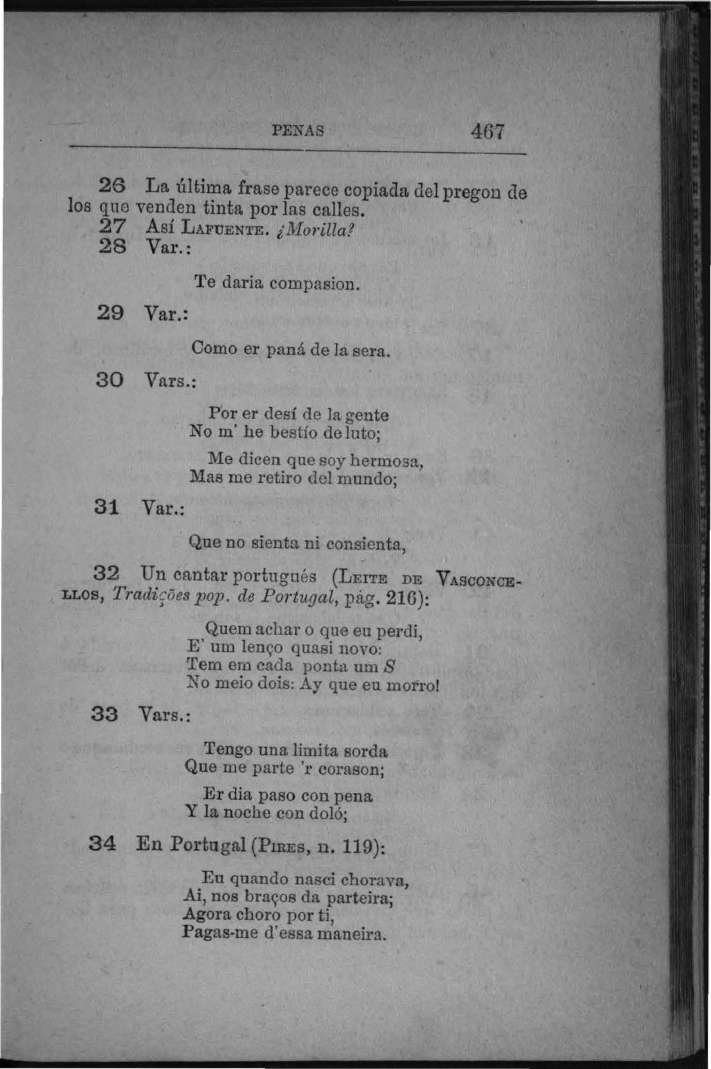 PENAS 467
26 La última frase parece copiada del pregon de
los que venden tinta por las calles.
27 Así LAFUENTE. ¿Morilla?
28 Var.:
Te daria compasion.
29 Var.:
Como er paná de la sera.
30 Vars.:
Por er desí de la gente
No m' he bestío de luto;
Me dicen que soy hermosa,
Mas me retiro del mundo;
31 Var.:
Que no sienta ni consienta,
32 Un cantar portugués (LEITE DE VASCONCE-
LLOS, Tradições pop. de Portugal, pág. 216):
Quem achar o que eu perdi,
E' um lenço quasi novo:
Tem em cada ponta um S
No meio dois: Ay que eu morro!
33 Vars.:
Tengo una limita sorda
Que me parte 'r corason;
Er dia paso con pena
Y la noche con doló;
34 En Portugal (PIRES, n. 119):
Eu quando nasci chorava,
Ai, nos braços da parteira;
Agora choro por ti,
Pagas-me d'essa maneira.